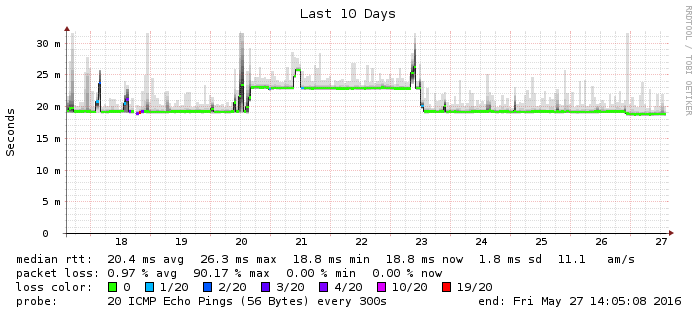 Last 10 Days
RRDTOOL / TOBI OETIKER
Seconds
30 m
25 m
20 m
15 m
10 m
5 m
0
18 19 20 21 22 23 24 25 26 27
median rtt: 20.4 ms avg 26.3 ms max 18.8 ms min 18.8 ms now 1.8 ms sd 11.1 am/s
packet loss: 0.97 % avg 90.17 % max 0.00 % min 0.00 % now
loss color: 0 1/20 2/20 3/20 4/20 10/20 19/20
probe: 20 ICMP Echo Pings (56 Bytes) every 300s end: Fri May 27 14:05:08 2016